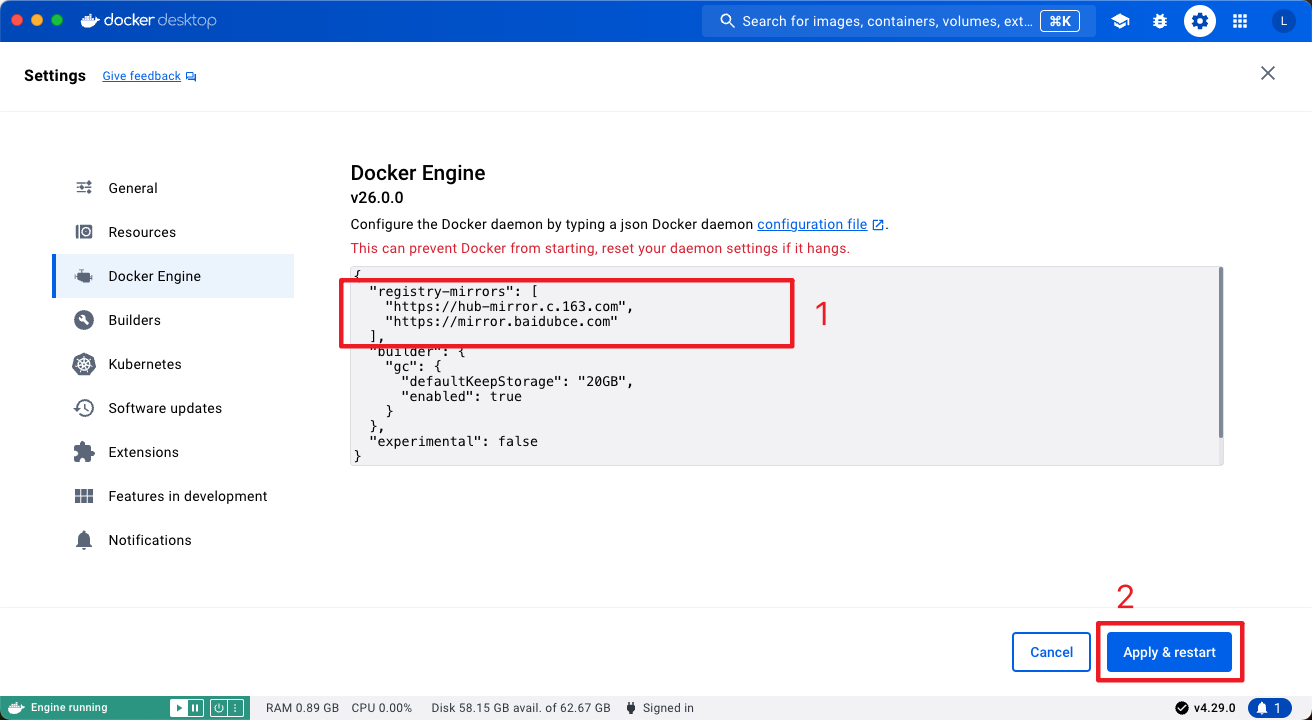 docker desktop
Search for images, containers, volumes, ext...
⌘K
L
Settings
Give feedback
General
Resources
Docker Engine
Builders
Kubernetes
Software updates
Extensions
Features in development
Notifications
Docker Engine
v26.0.0
Configure the Docker daemon by typing a json Docker daemon configuration file.
This can prevent Docker from starting, reset your daemon settings if it hangs.
{
"registry-mirrors": [
"https://hub-mirror.c.163.com",
"https://mirror.baidubce.com"
],
"builder": {
"gc": {
"defaultKeepStorage": "20GB",
"enabled": true
}
},
"experimental": false
}
1
2
Cancel
Apply & restart
Engine running
RAM 0.89 GB CPU 0.00% Disk 58.15 GB avail. of 62.67 GB Signed in
v4.29.0
1